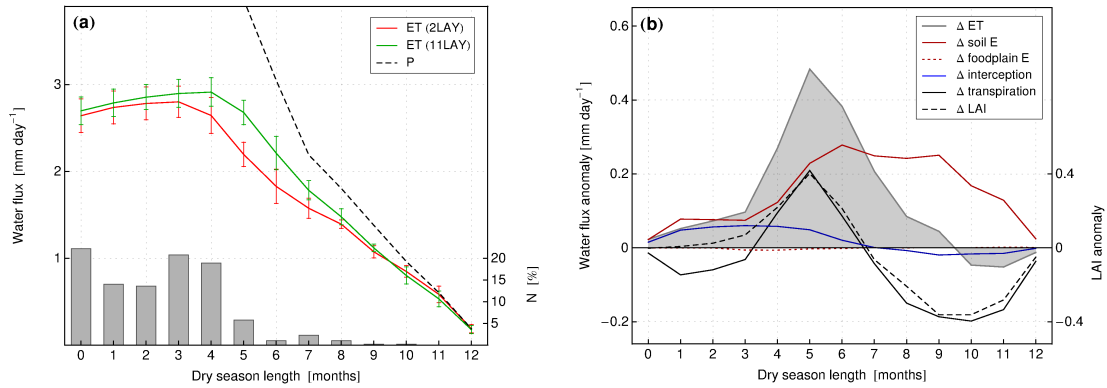 (a)
ET (2LAY)
ET (11LAY)
P
3
2
1
Water flux [mm day⁻¹]
20
15
10
5
N [%]
0 1 2 3 4 5 6 7 8 9 10 11 12
Dry season length [months]
(b)
Δ ET
Δ soil E
Δ foodplain E
Δ interception
Δ transpiration
Δ LAI
0.6
0.4
0.2
0
−0.2
Water flux anomaly [mm day⁻¹]
0.4
0
−0.4
LAI anomaly
0 1 2 3 4 5 6 7 8 9 10 11 12
Dry season length [months]